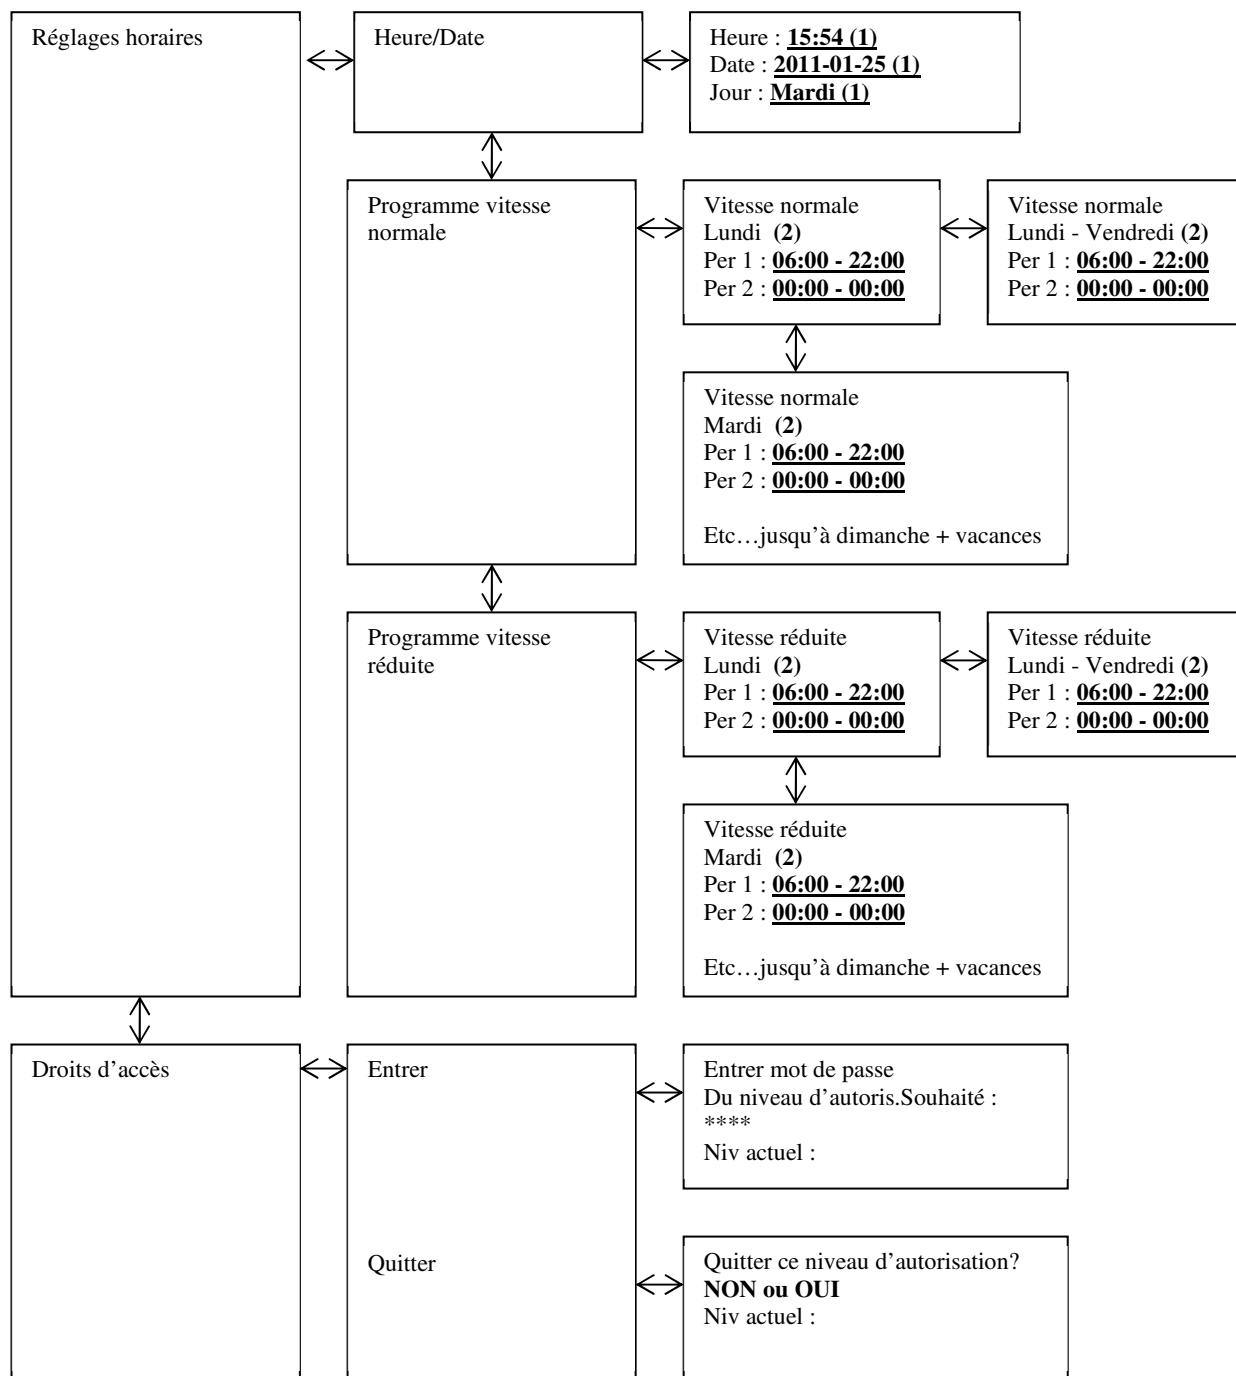 Réglages horaires
Heure/Date
Heure : 15:54 (1)
Date : 2011-01-25 (1)
Jour : Mardi (1)
Programme vitesse
normale
Vitesse normale
Lundi (2)
Per 1 : 06:00 - 22:00
Per 2 : 00:00 - 00:00
Vitesse normale
Lundi - Vendredi (2)
Per 1 : 06:00 - 22:00
Per 2 : 00:00 - 00:00
Vitesse normale
Mardi (2)
Per 1 : 06:00 - 22:00
Per 2 : 00:00 - 00:00
Etc…jusqu’à dimanche + vacances
Programme vitesse
réduite
Vitesse réduite
Lundi (2)
Per 1 : 06:00 - 22:00
Per 2 : 00:00 - 00:00
Vitesse réduite
Lundi - Vendredi (2)
Per 1 : 06:00 - 22:00
Per 2 : 00:00 - 00:00
Vitesse réduite
Mardi (2)
Per 1 : 06:00 - 22:00
Per 2 : 00:00 - 00:00
Etc…jusqu’à dimanche + vacances
Droits d’accès
Entrer
Entrer mot de passe
Du niveau d’autoris.Souhaité :
****
Niv actuel :
Quitter
Quitter ce niveau d’autorisation?
NON ou OUI
Niv actuel :